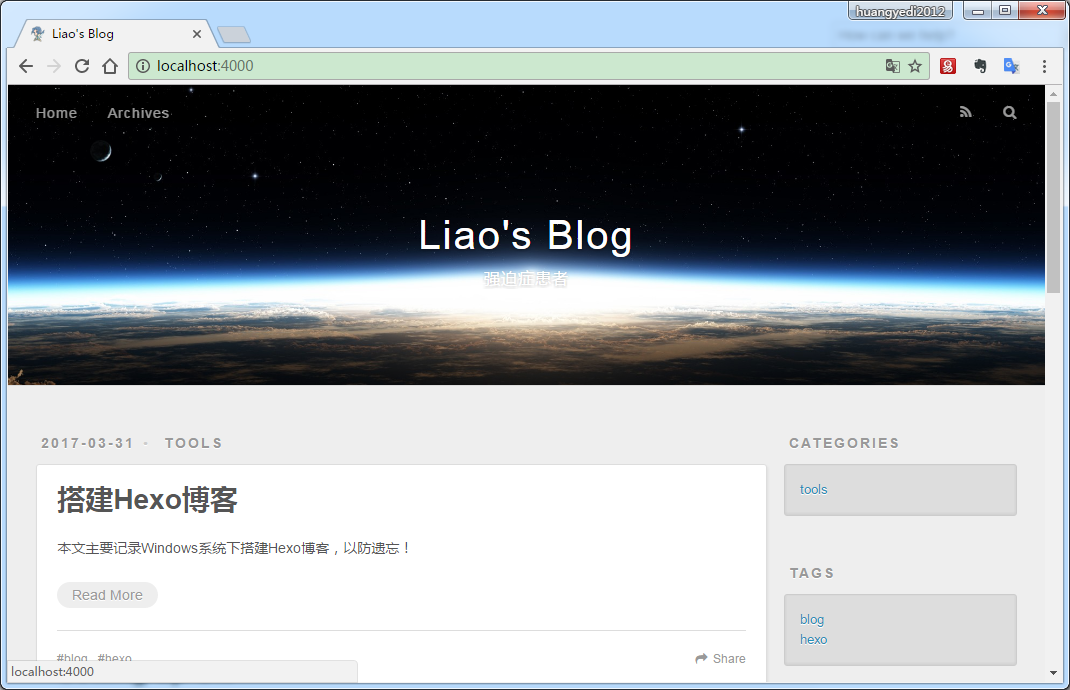 huangyedi2012
Liao's Blog
localhost:4000
Home Archives
Liao's Blog
强迫症患者
2017-03-31 · TOOLS
CATEGORIES
搭建Hexo博客
tools
本文主要记录Windows系统下搭建Hexo博客，以防遗忘！
TAGS
Read More
blog
hexo
#blog #hexo
Share
localhost:4000